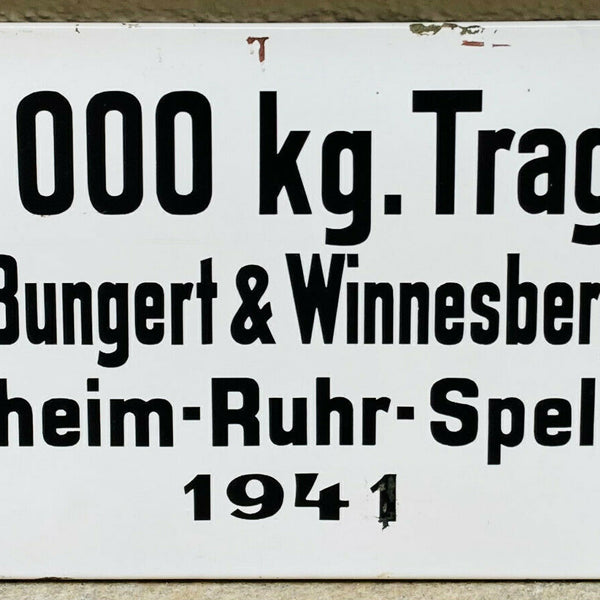 000 kg. Trag
Bungert & Winnesber
heim-Ruhr-Spel
1941